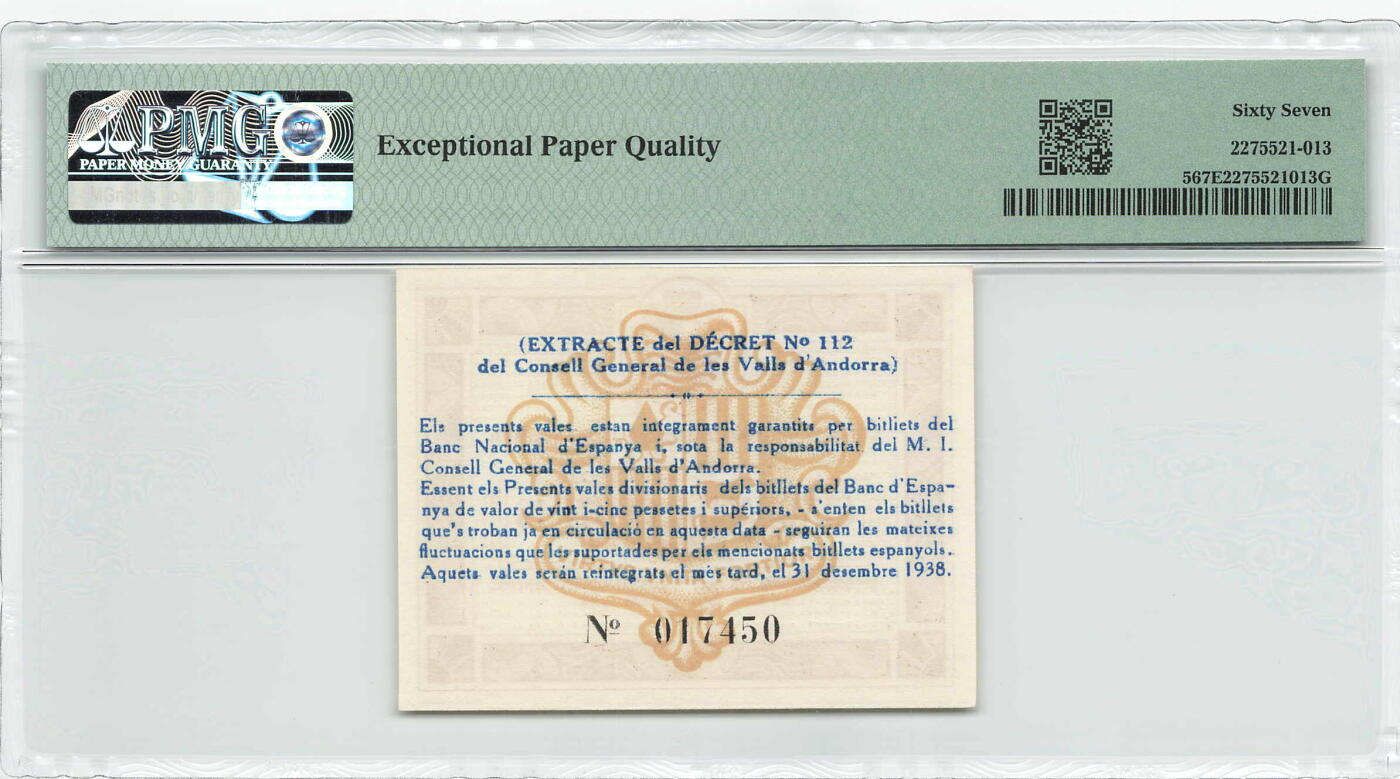 PMG
PAPER MONEY GUARANTY
Exceptional Paper Quality
Sixty Seven
2275521-013
567E2275521013G
(EXTRACTE del DÉCRET Nº 112
del Consell General de les Valls d'Andorra)
Els presents vales estan integrament garantits per bitllets del
Banc Nacional d'Espanya i, sota la responsabilitat del M. I.
Consell General de les Valls d'Andorra.
Essent els Presents vales divisionaris dels bitllets del Banc d'Espa-
nya de valor de vint i-cinc pessetes i supériors, - s'enten els bitllets
que's troban ja en circulació en aquesta data - seguiran les mateixes
fluctuacions que les suportades per els mencionats bitllets espanyols.
Aquets vales serán reintegrats el més tard, el 31 desembre 1938.
Nº 017450